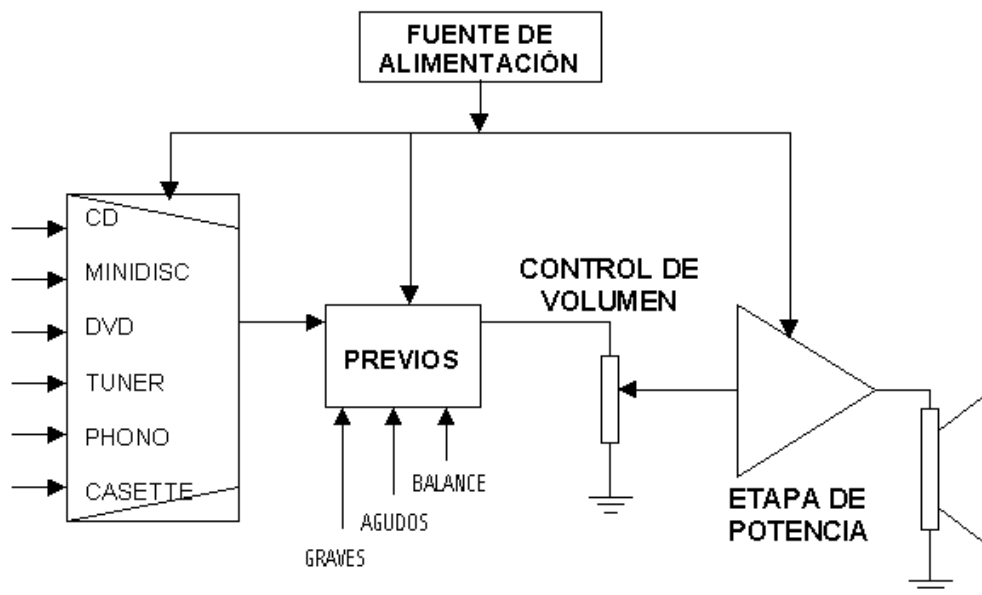 FUENTE DE
ALIMENTACIÓN
CD
MINIDISC
DVD
TUNER
PHONO
CASETTE
PREVIOS
GRAVES
AGUDOS
BALANCE
CONTROL DE
VOLUMEN
ETAPA DE
POTENCIA